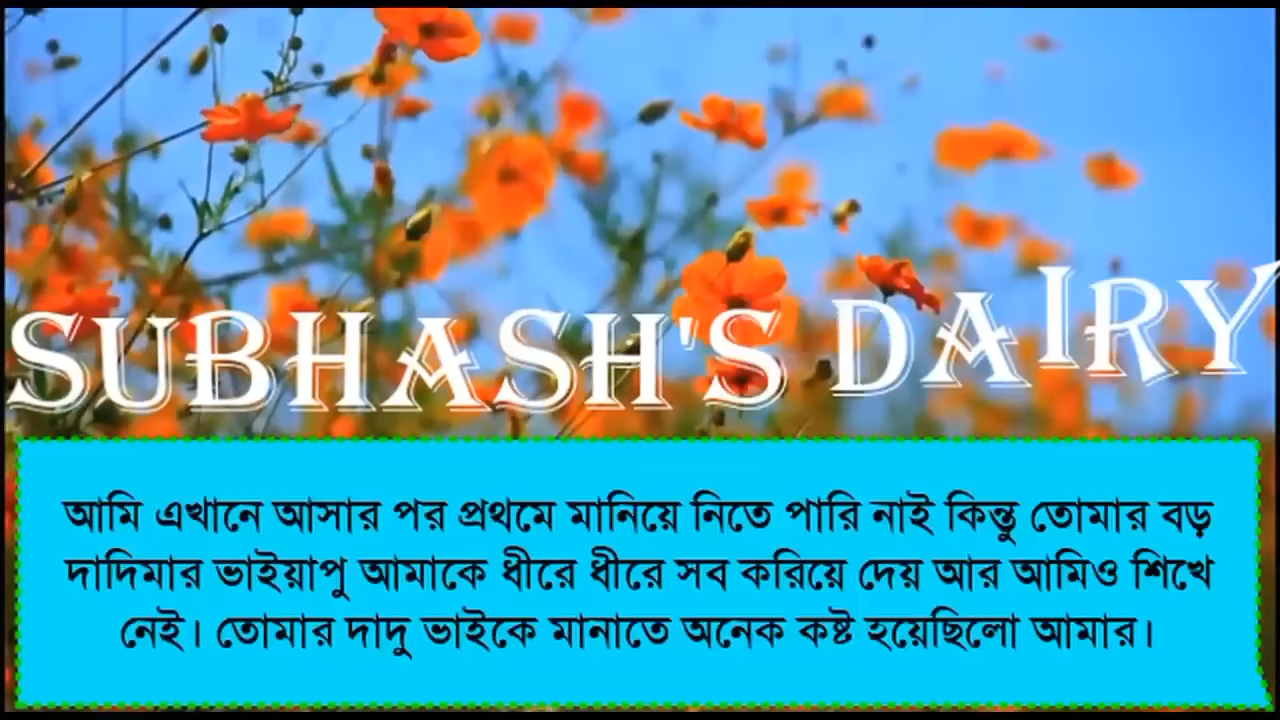 SUBHASH'S DAIRY
আমি এখানে আসার পর প্রথমে মানিয়ে নিতে পারি নাই কিন্তু তোমার বড়
দাদিমার ভাইয়াপু আমাকে ধীরে ধীরে সব করিয়ে দেয় আর আমিও শিখে
নেই। তোমার দাদু ভাইকে মানাতে অনেক কষ্ট হয়েছিলো আমার।